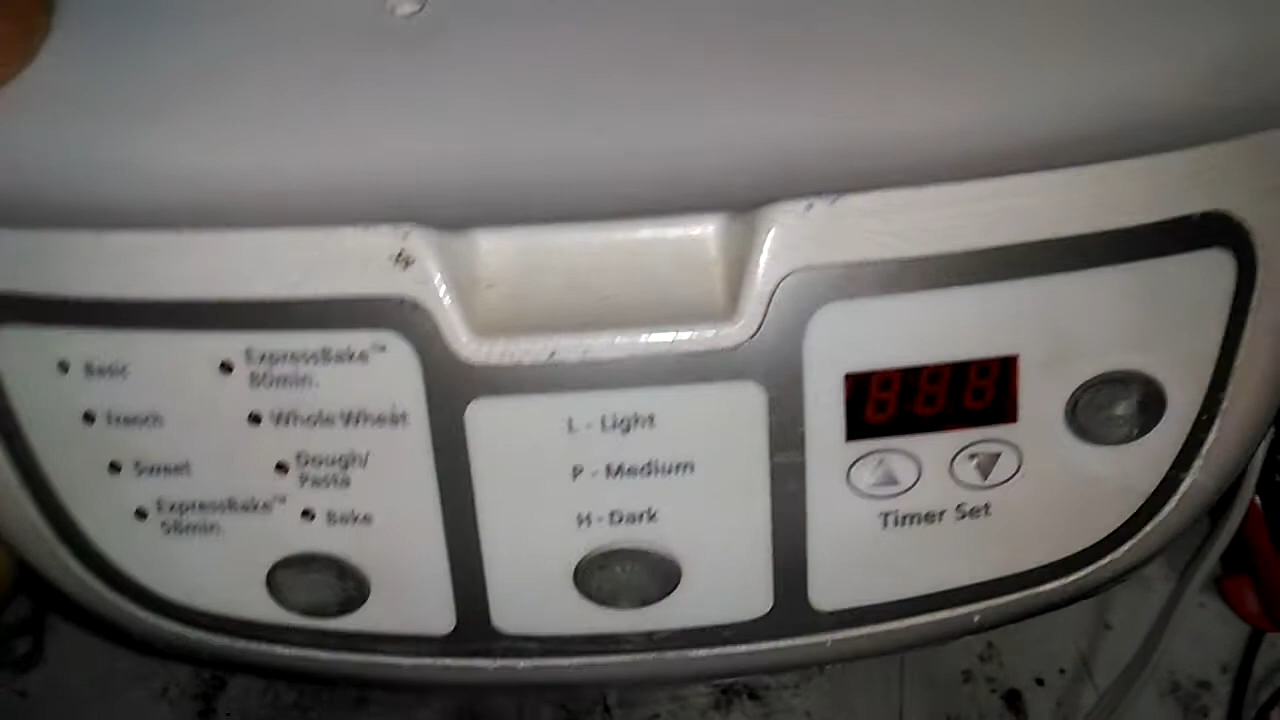 Basic
ExpressBake™
80min.
French
Whole Wheat
Sweet
Dough/
Pasta
ExpressBake™
58min.
Bake
L - Light
P - Medium
H - Dark
888
Timer Set